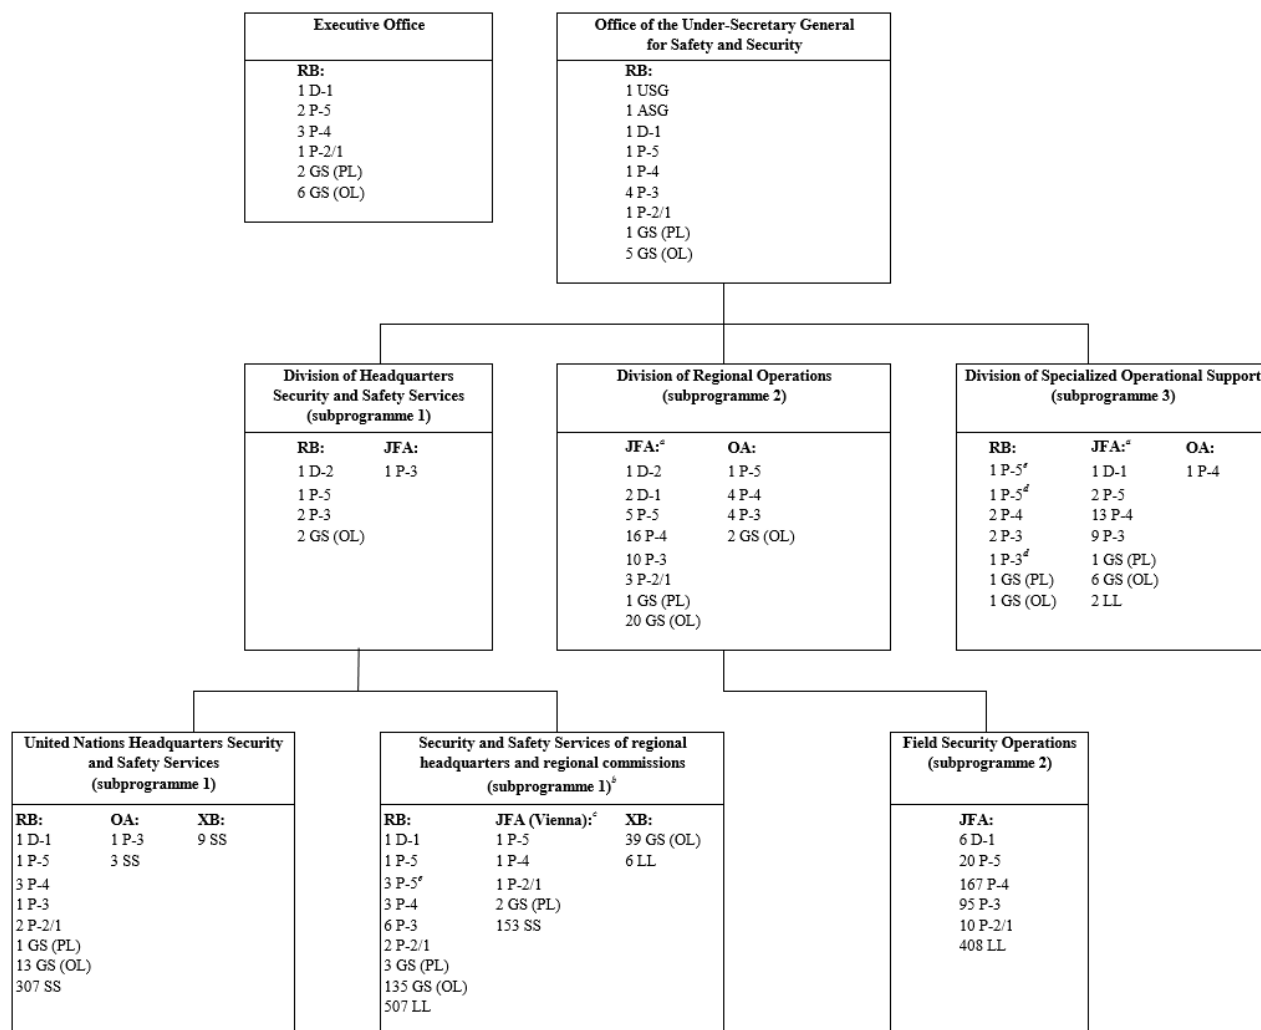 Executive Office
RB:
1 D-1
2 P-5
3 P-4
1 P-2/1
2 GS (PL)
6 GS (OL)
Office of the Under-Secretary General
for Safety and Security
RB:
1 USG
1 ASG
1 D-1
1 P-5
1 P-4
4 P-3
1 P-2/1
1 GS (PL)
5 GS (OL)
Division of Headquarters
Security and Safety Services
(subprogramme 1)
RB: JFA:
1 D-2 1 P-3
1 P-5
2 P-3
2 GS (OL)
Division of Regional Operations
(subprogramme 2)
JFA:ᵃ OA:
1 D-2 1 P-5
2 D-1 4 P-4
5 P-5 4 P-3
16 P-4 2 GS (OL)
10 P-3
3 P-2/1
1 GS (PL)
20 GS (OL)
Division of Specialized Operational Support
(subprogramme 3)
RB: JFA:ᵃ OA:
1 P-5ᵉ 1 D-1 1 P-4
1 P-5ᵈ 2 P-5
2 P-4 13 P-4
2 P-3 9 P-3
1 P-3ᵈ 1 GS (PL)
1 GS (PL) 6 GS (OL)
1 GS (OL) 2 LL
United Nations Headquarters Security
and Safety Services
(subprogramme 1)
RB: OA: XB:
1 D-1 1 P-3 9 SS
1 P-5 3 SS
3 P-4
1 P-3
2 P-2/1
1 GS (PL)
13 GS (OL)
307 SS
Security and Safety Services of regional
headquarters and regional commissions
(subprogramme 1)ᵇ
RB: JFA (Vienna):ᶜ XB:
1 D-1 1 P-5 39 GS (OL)
1 P-5 1 P-4 6 LL
3 P-5ᵉ 1 P-2/1
3 P-4 2 GS (PL)
6 P-3 153 SS
2 P-2/1
3 GS (PL)
135 GS (OL)
507 LL
Field Security Operations
(subprogramme 2)
JFA:
6 D-1
20 P-5
167 P-4
95 P-3
10 P-2/1
408 LL